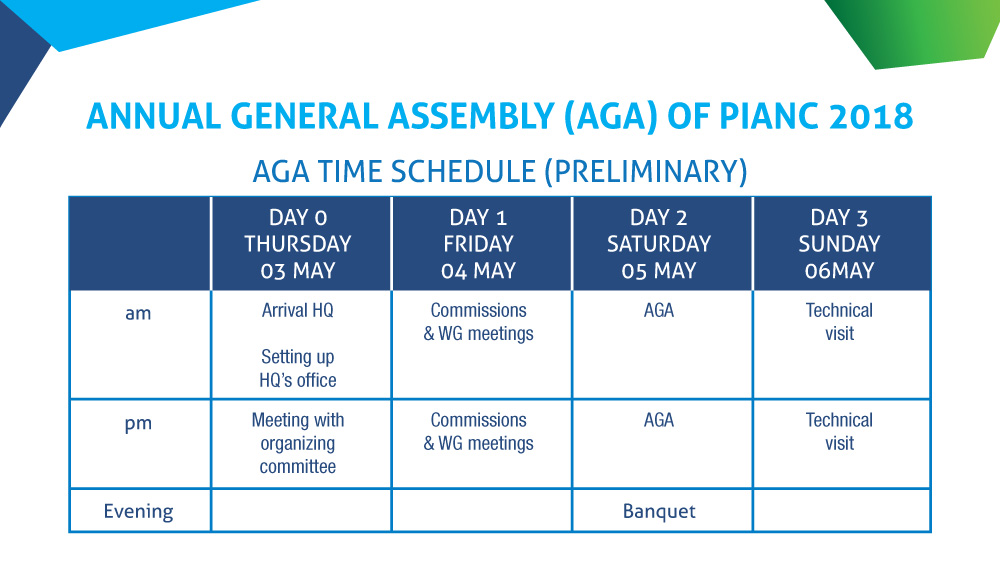 ANNUAL GENERAL ASSEMBLY (AGA) OF PIANC 2018
AGA TIME SCHEDULE (PRELIMINARY)
DAY 0
THURSDAY
03 MAY
DAY 1
FRIDAY
04 MAY
DAY 2
SATURDAY
05 MAY
DAY 3
SUNDAY
06MAY
am
Arrival HQ
Setting up
HQ's office
Commissions
& WG meetings
AGA
Technical
visit
pm
Meeting with
organizing
committee
Commissions
& WG meetings
AGA
Technical
visit
Evening
Banquet